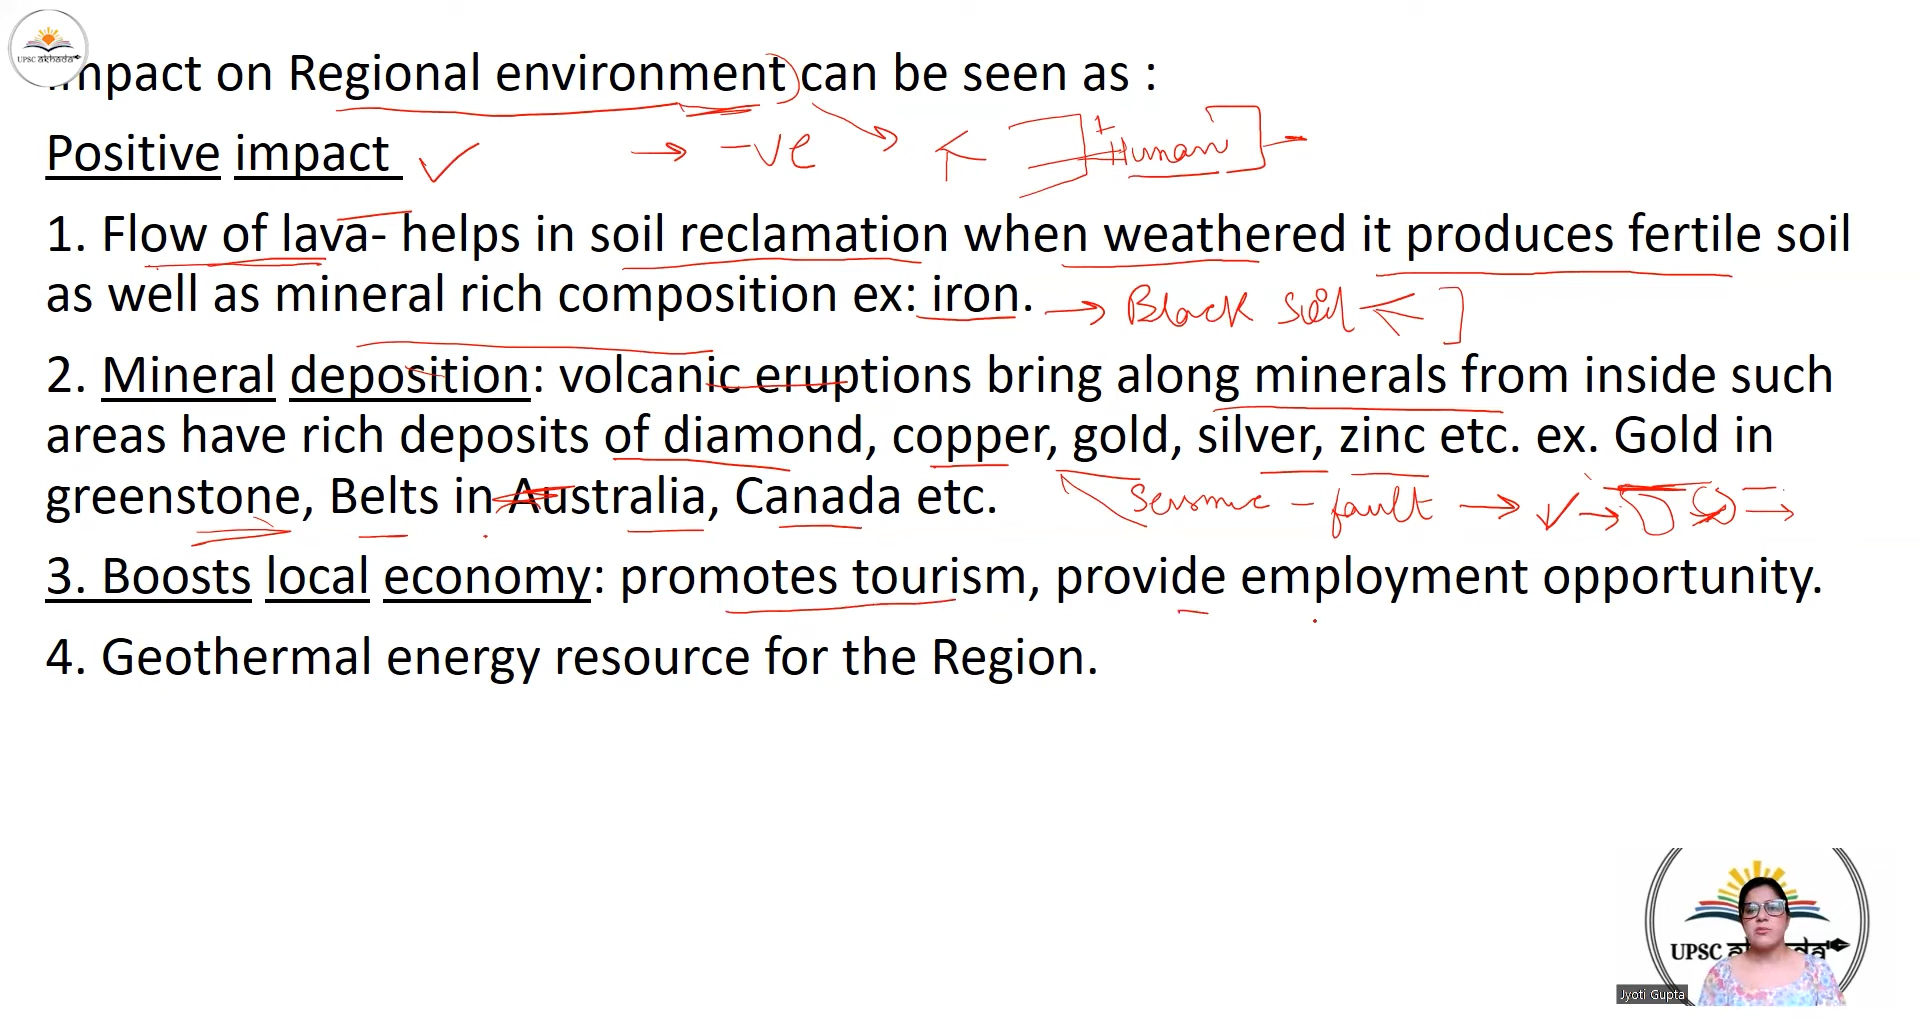 UPSC akhada
Impact on Regional environment can be seen as :
→ -ve
+
Human
Positive impact ✓
1. Flow of lava- helps in soil reclamation when weathered it produces fertile soil
as well as mineral rich composition ex: iron. → Black soil
2. Mineral deposition: volcanic eruptions bring along minerals from inside such
areas have rich deposits of diamond, copper, gold, silver, zinc etc. ex. Gold in
greenstone, Belts in Australia, Canada etc.
Seismic - fault → ✓ →
3. Boosts local economy: promotes tourism, provide employment opportunity.
4. Geothermal energy resource for the Region.
UPSC
Jyoti Gupta